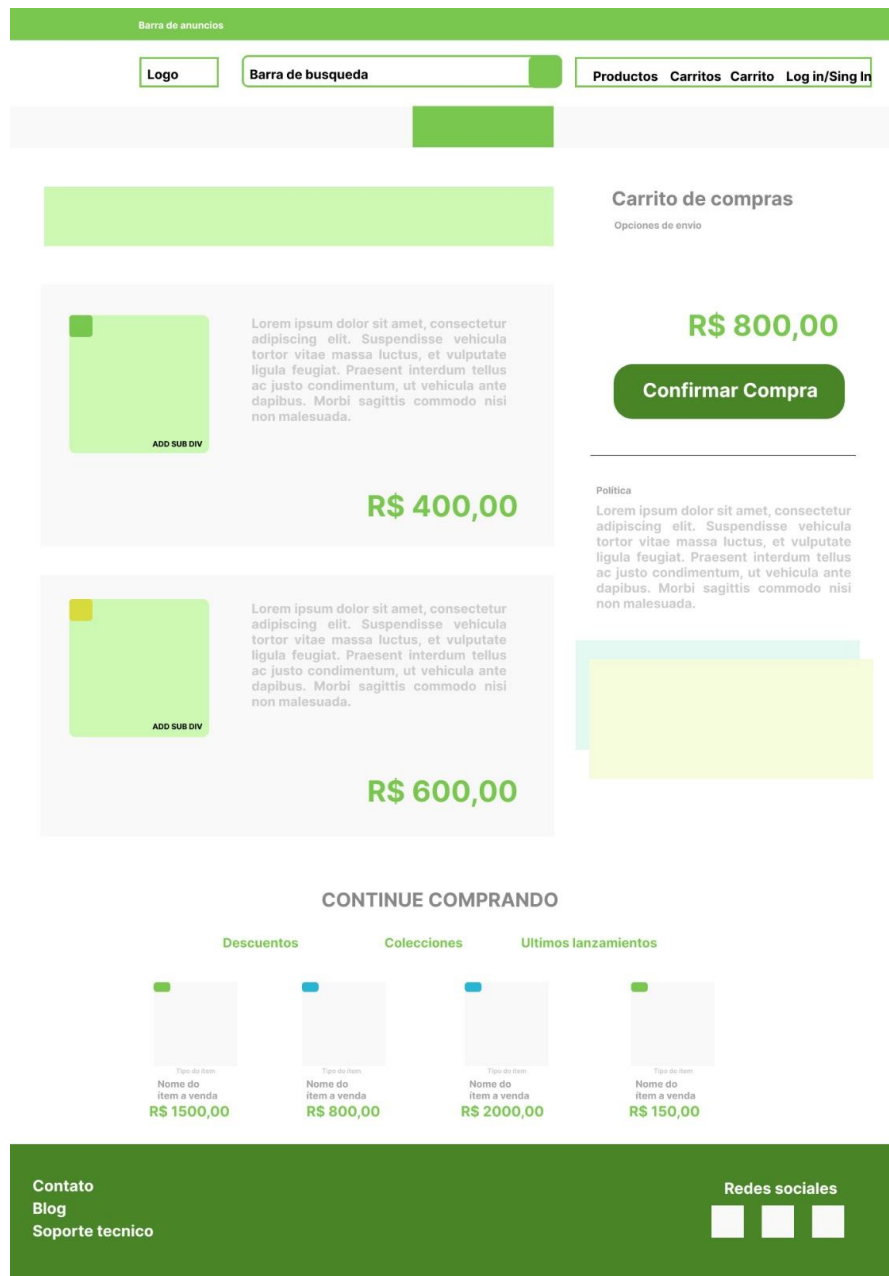 Barra de anuncios
Logo
Barra de busqueda
Productos Carritos Carrito Log in/Sing In
Carrito de compras
Opciones de envio
R$ 800,00
Confirmar Compra
Lorem ipsum dolor sit amet, consectetur
adipiscing elit. Suspendisse vehicula
tortor vitae massa luctus, et vulputate
ligula feugiat. Praesent interdum tellus
ac justo condimentum, ut vehicula ante
dapibus. Morbi sagittis commodo nisi
non malesuada.
ADD SUB DIV
R$ 400,00
Política
Lorem ipsum dolor sit amet, consectetur
adipiscing elit. Suspendisse vehicula
tortor vitae massa luctus, et vulputate
ligula feugiat. Praesent interdum tellus
ac justo condimentum, ut vehicula ante
dapibus. Morbi sagittis commodo nisi
non malesuada.
Lorem ipsum dolor sit amet, consectetur
adipiscing elit. Suspendisse vehicula
tortor vitae massa luctus, et vulputate
ligula feugiat. Praesent interdum tellus
ac justo condimentum, ut vehicula ante
dapibus. Morbi sagittis commodo nisi
non malesuada.
ADD SUB DIV
R$ 600,00
CONTINUE COMPRANDO
Descuentos Colecciones Ultimos lanzamientos
Tipo do ítem
Nome do
ítem a venda
R$ 1500,00
Tipo do ítem
Nome do
ítem a venda
R$ 800,00
Tipo do ítem
Nome do
ítem a venda
R$ 2000,00
Tipo do ítem
Nome do
ítem a venda
R$ 150,00
Contato
Blog
Soporte tecnico
Redes sociales